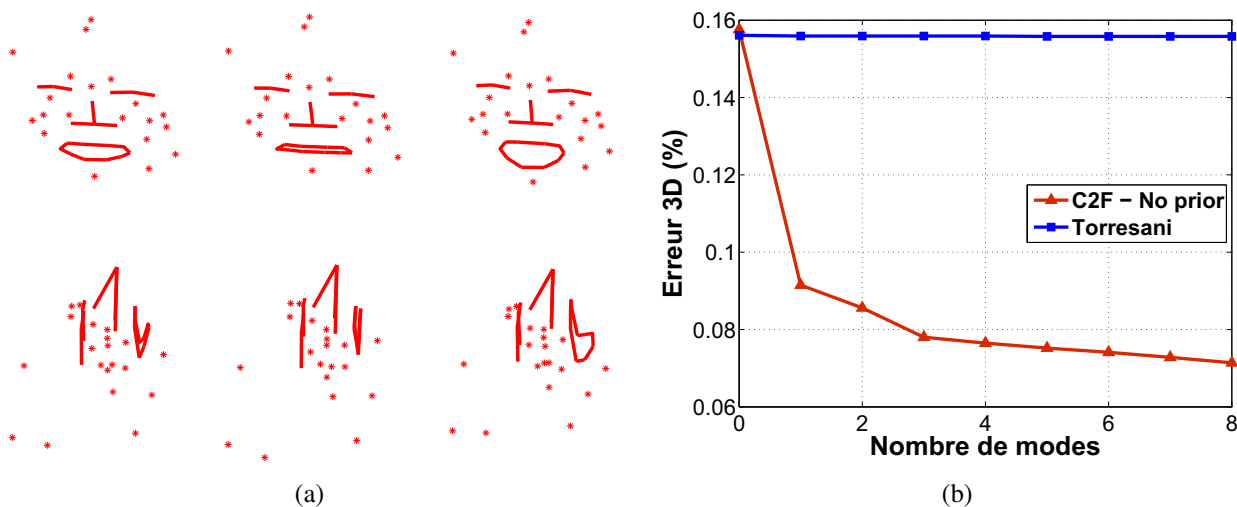 0.16
0.14
0.12
0.1
0.08
0.06
0
2
4
6
8
Erreur 3D (%)
Nombre de modes
C2F − No prior
Torresani
(a)
(b)